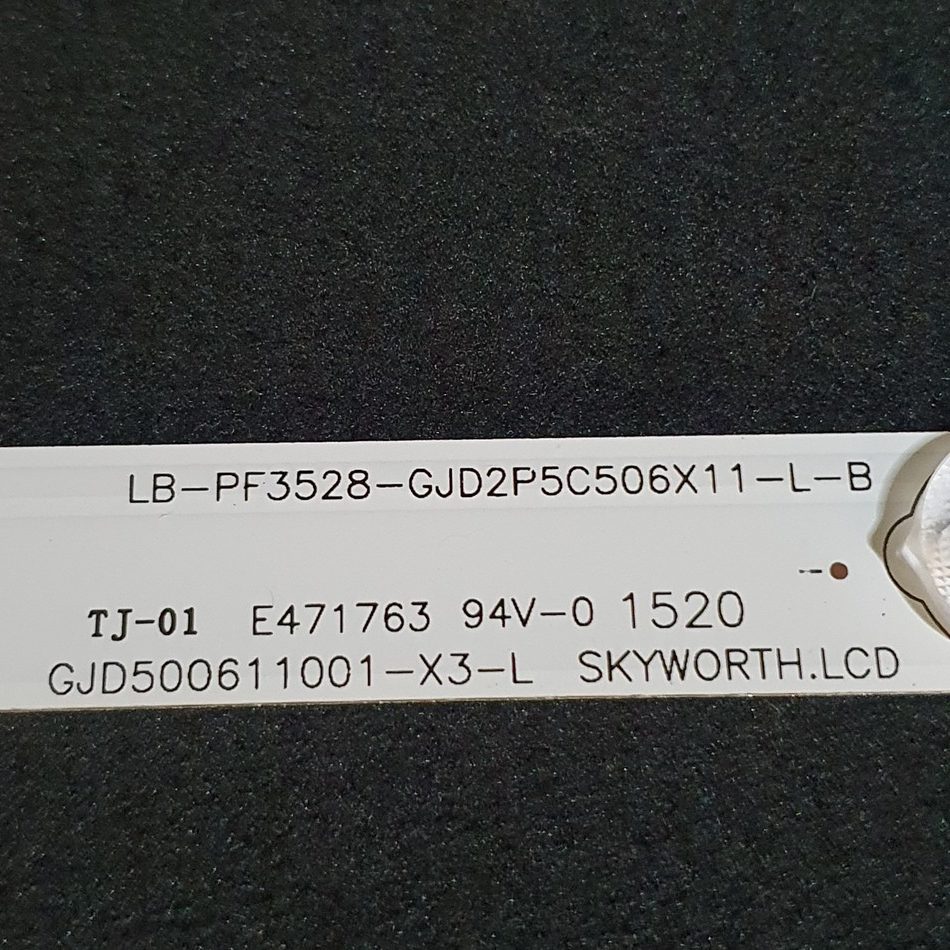 LB-PF3528-GJD2P5C506X11-L-B
TJ-01 E471763 94V-0 1520
GJD500611001-X3-L SKYWORTH.LCD